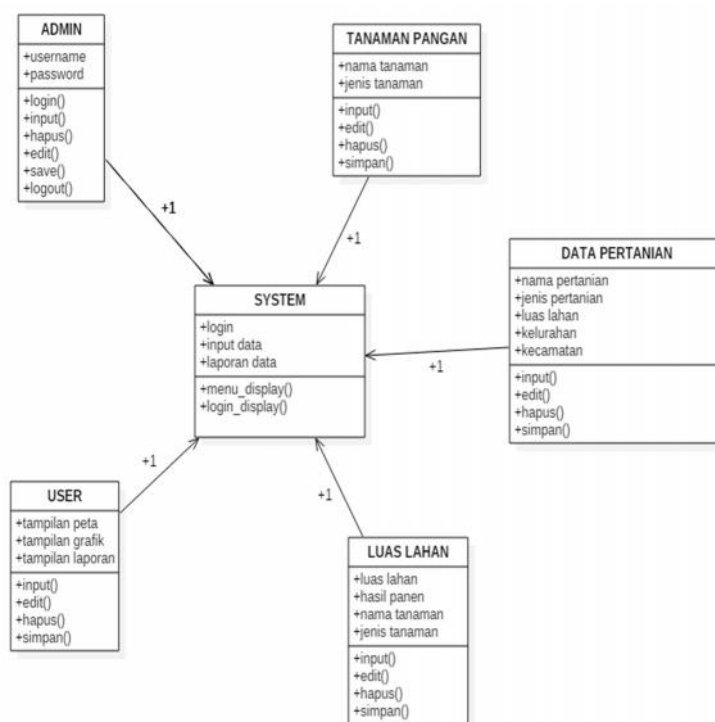 ADMIN
+username
+password
+login()
+input()
+hapus()
+edit()
+save()
+logout()
TANAMAN PANGAN
+nama tanaman
+jenis tanaman
+input()
+edit()
+hapus()
+simpan()
+1
+1
DATA PERTANIAN
+nama pertanian
+jenis pertanian
+luas lahan
+kelurahan
+kecamatan
+input()
+edit()
+hapus()
+simpan()
SYSTEM
+login
+input data
+laporan data
+menu_display()
+login_display()
+1
+1
+1
USER
+tampilan peta
+tampilan grafik
+tampilan laporan
+input()
+edit()
+hapus()
+simpan()
LUAS LAHAN
+luas lahan
+hasil panen
+nama tanaman
+jenis tanaman
+input()
+edit()
+hapus()
+simpan()